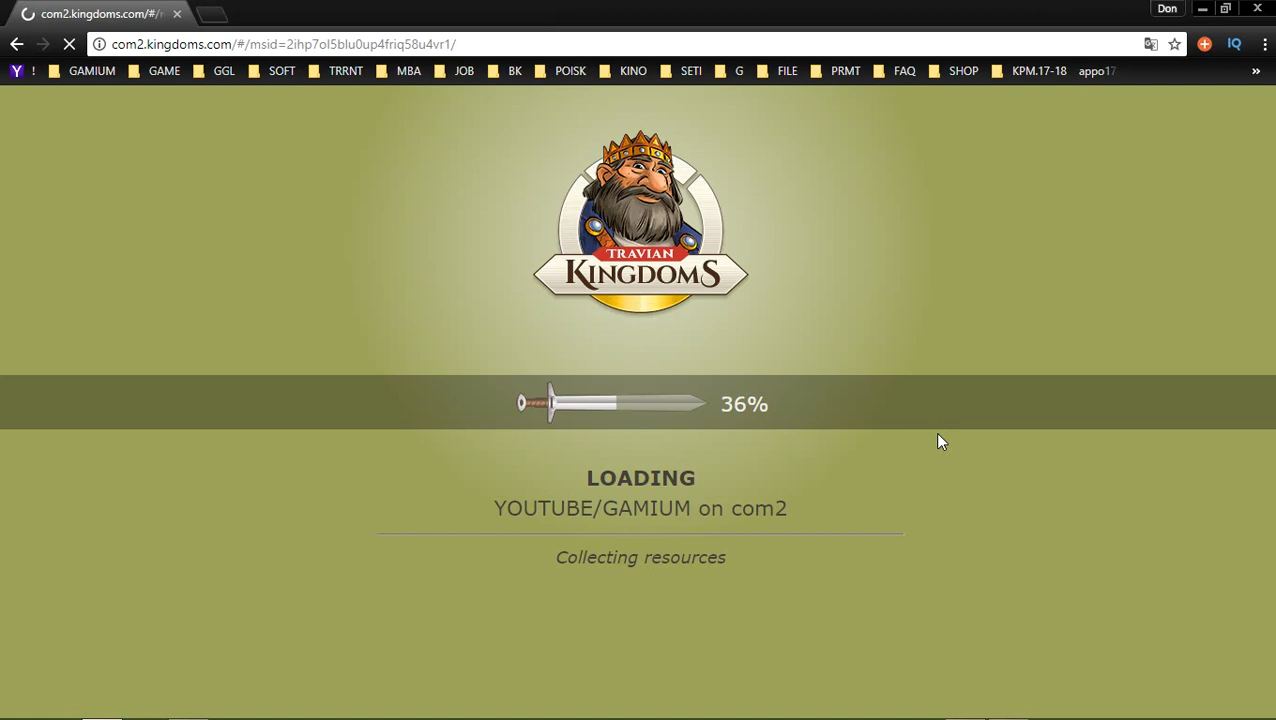 com2.kingdoms.com/#/
Don
com2.kingdoms.com/#/msid=2ihp7ol5blu0up4friq58u4vr1/
Y ! GAMIUM GAME GGL SOFT TRRNT MBA JOB BK POISK KINO SETI G FILE PRMT FAQ SHOP KPM.17-18 appo17 »
IQ
TRAVIAN
KINGDOMS
36%
LOADING
YOUTUBE/GAMIUM on com2
Collecting resources